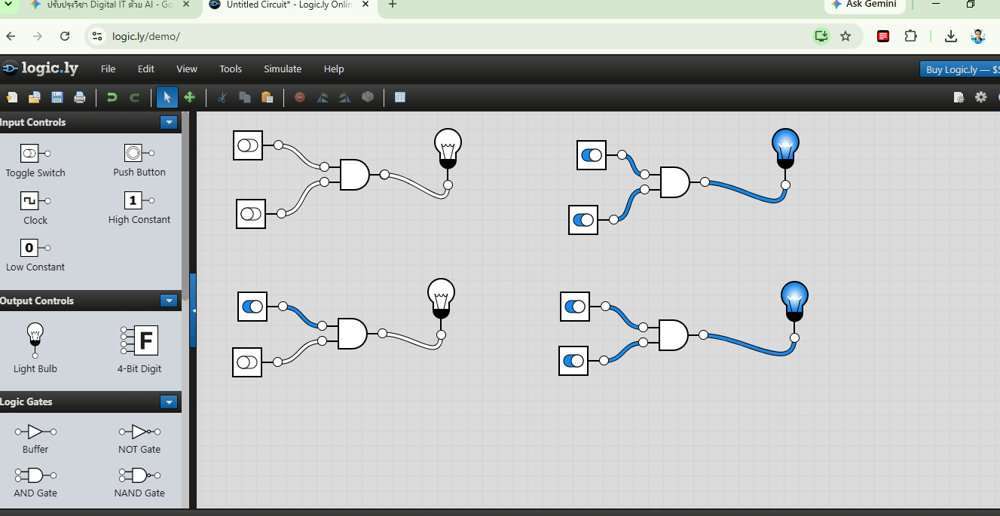 ปรับปรุงวิชา Digital IT ด้วย AI - Go
Untitled Circuit* - Logic.ly Onlin
Ask Gemini
logic.ly/demo/
logic.ly
File Edit View Tools Simulate Help
Buy Logic.ly — $5
Input Controls
Toggle Switch
Push Button
1
Clock
High Constant
0
Low Constant
Output Controls
F
Light Bulb
4-Bit Digit
Logic Gates
Buffer
NOT Gate
AND Gate
NAND Gate